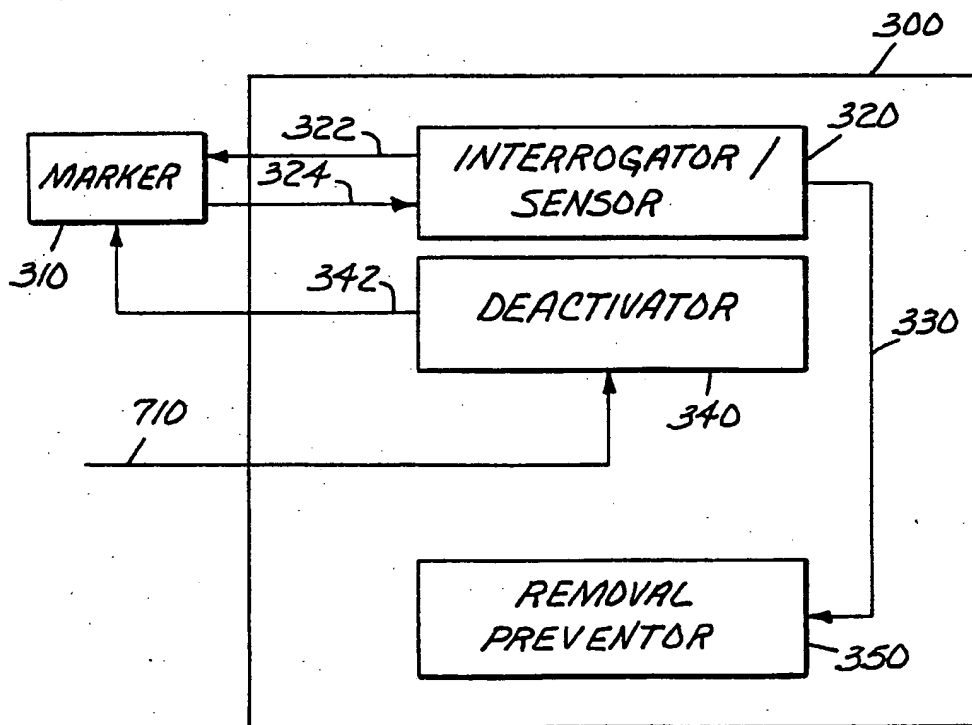 300
322
INTERROGATOR /
SENSOR
320
MARKER
324
310
342
DEACTIVATOR
330
340
710
REMOVAL
PREVENTOR
350